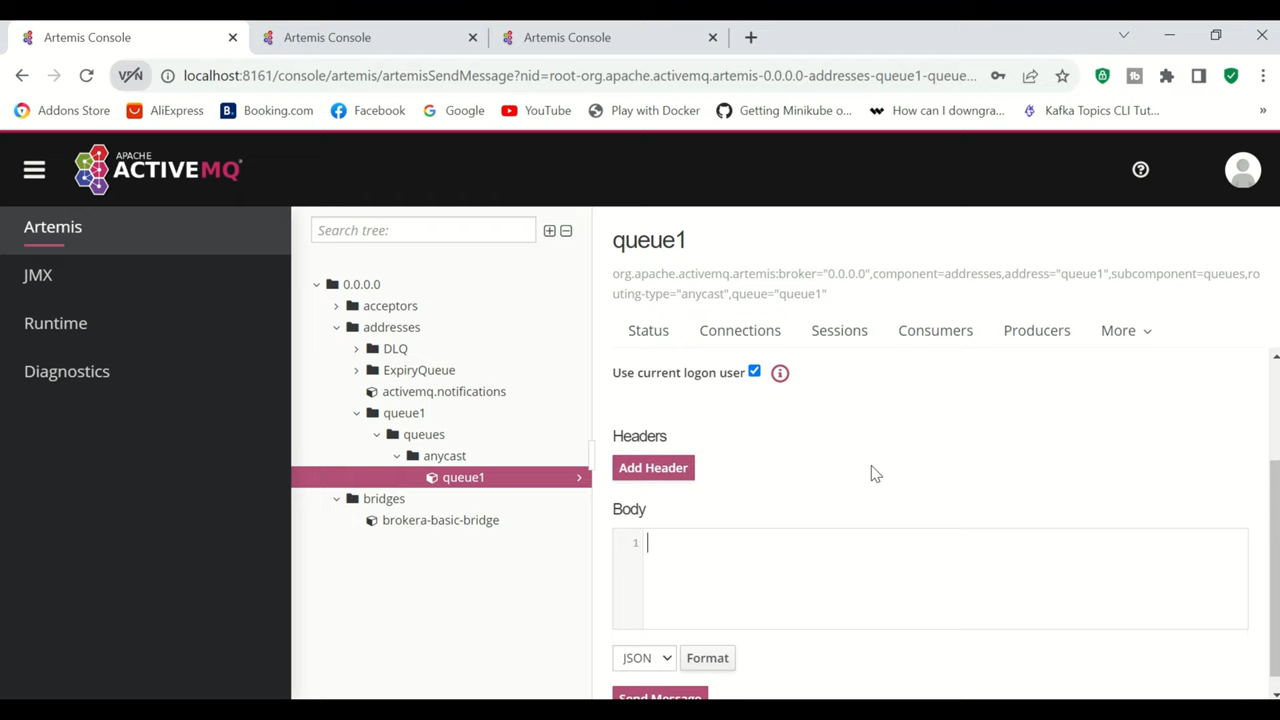 Artemis Console
Artemis Console
Artemis Console
VPN
localhost:8161/console/artemis/artemisSendMessage?nid=root-org.apache.activemq.artemis-0.0.0.0-addresses-queue1-queue...
Addons Store
AliExpress
Booking.com
Facebook
Google
YouTube
Play with Docker
Getting Minikube o...
How can I downgra...
Kafka Topics CLI Tut...
»
APACHE
ACTIVEMQ
Artemis
JMX
Runtime
Diagnostics
Search tree:
0.0.0.0
acceptors
addresses
DLQ
ExpiryQueue
activemq.notifications
queue1
queues
anycast
queue1
bridges
brokera-basic-bridge
queue1
org.apache.activemq.artemis:broker="0.0.0.0",component=addresses,address="queue1",subcomponent=queues,ro
uting-type="anycast",queue="queue1"
Status
Connections
Sessions
Consumers
Producers
More
Use current logon user
Headers
Add Header
Body
1
JSON
Format
Send Message